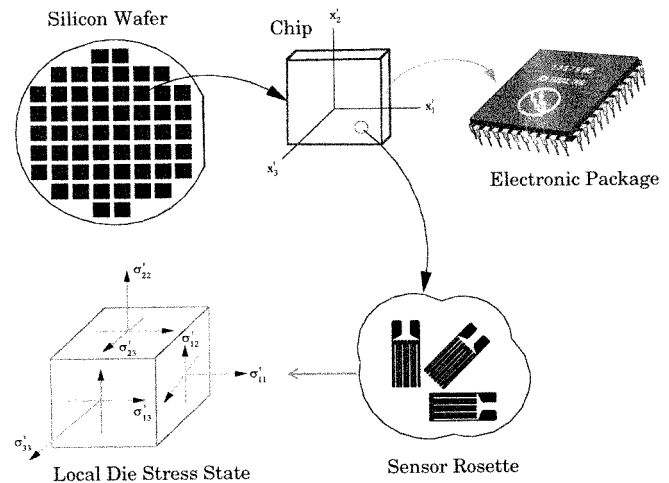 Silicon Wafer
Chip
x′2
x′1
x′3
Electronic Package
σ′22
σ′12
σ′23
σ′11
σ′13
σ′33
Local Die Stress State
Sensor Rosette